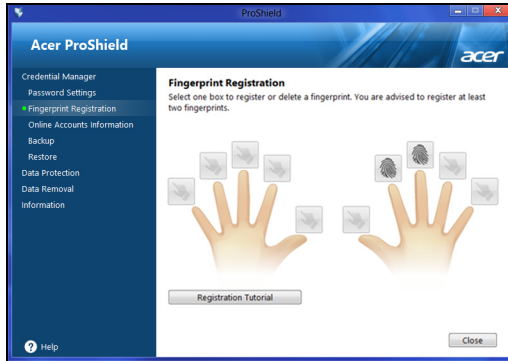 ProShield
Acer ProShield
acer
Credential Manager
Password Settings
Fingerprint Registration
Online Accounts Information
Backup
Restore
Data Protection
Data Removal
Information
Fingerprint Registration
Select one box to register or delete a fingerprint. You are advised to register at least
two fingerprints.
Registration Tutorial
? Help
Close